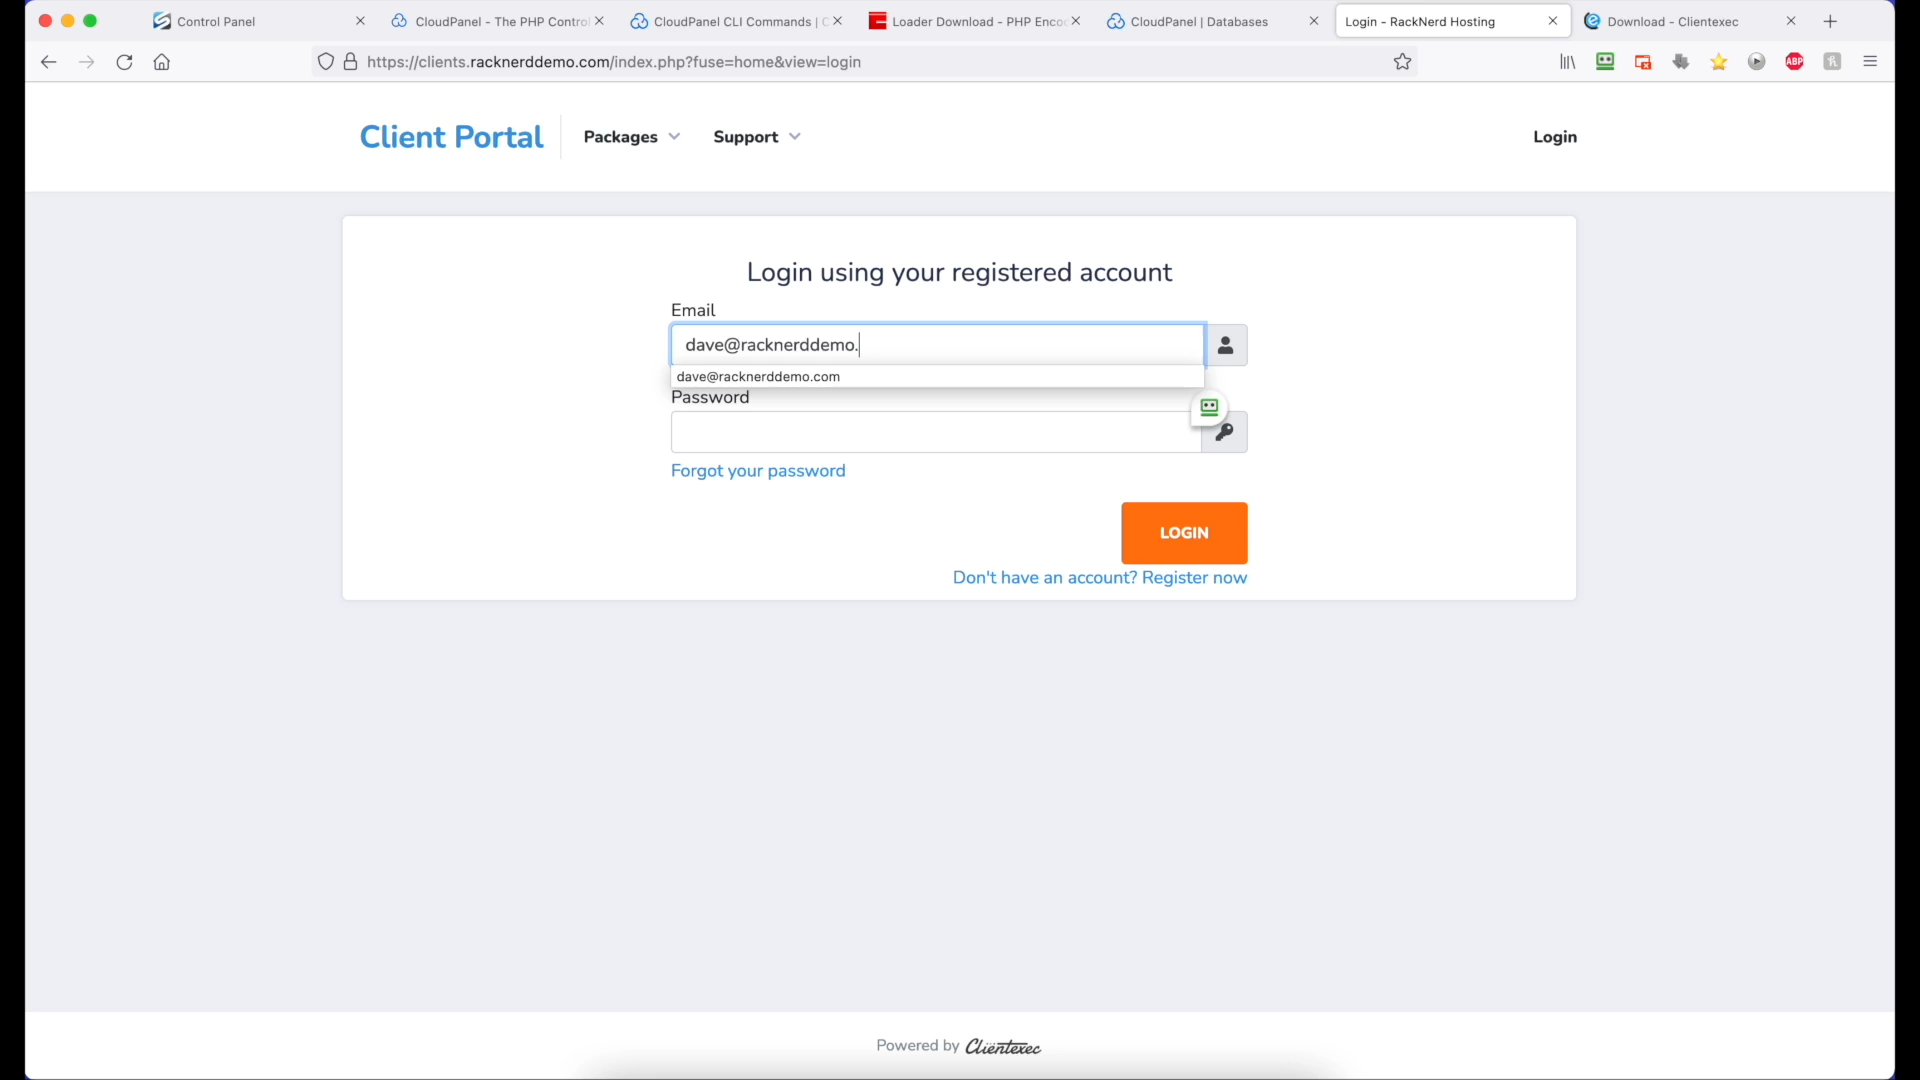 Control Panel
CloudPanel - The PHP Contro
CloudPanel CLI Commands | C
Loader Download - PHP Enco
CloudPanel | Databases
Login - RackNerd Hosting
Download - Clientexec
https://clients.racknerddemo.com/index.php?fuse=home&view=login
ABP
Client Portal
Packages
Support
Login
Login using your registered account
Email
dave@racknerddemo.
dave@racknerddemo.com
Password
Forgot your password
LOGIN
Don't have an account? Register now
Powered by Clientexec